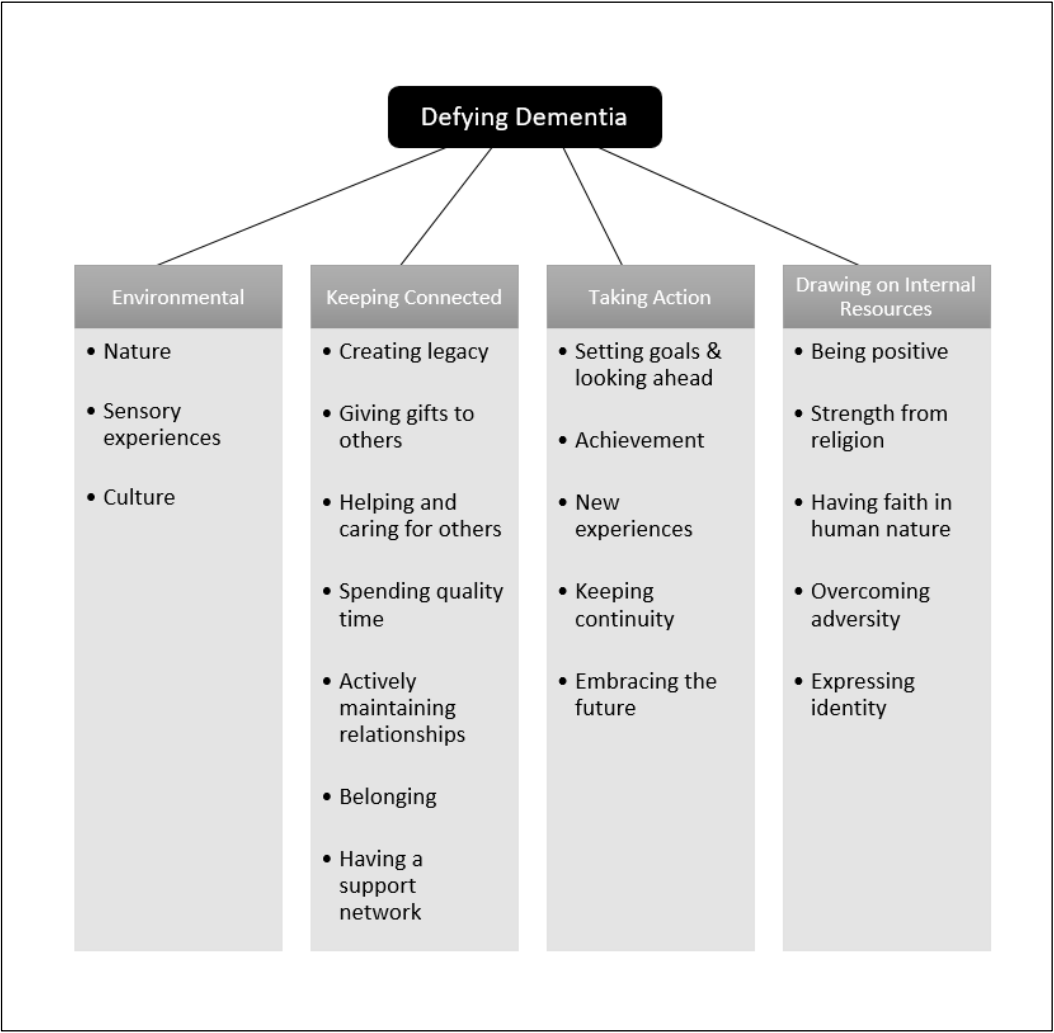 Defying Dementia
Environmental
• Nature
• Sensory
experiences
• Culture
Keeping Connected
• Creating legacy
• Giving gifts to
others
• Helping and
caring for others
• Spending quality
time
• Actively
maintaining
relationships
• Belonging
• Having a
support
network
Taking Action
• Setting goals &
looking ahead
• Achievement
• New
experiences
• Keeping
continuity
• Embracing the
future
Drawing on Internal
Resources
• Being positive
• Strength from
religion
• Having faith in
human nature
• Overcoming
adversity
• Expressing
identity